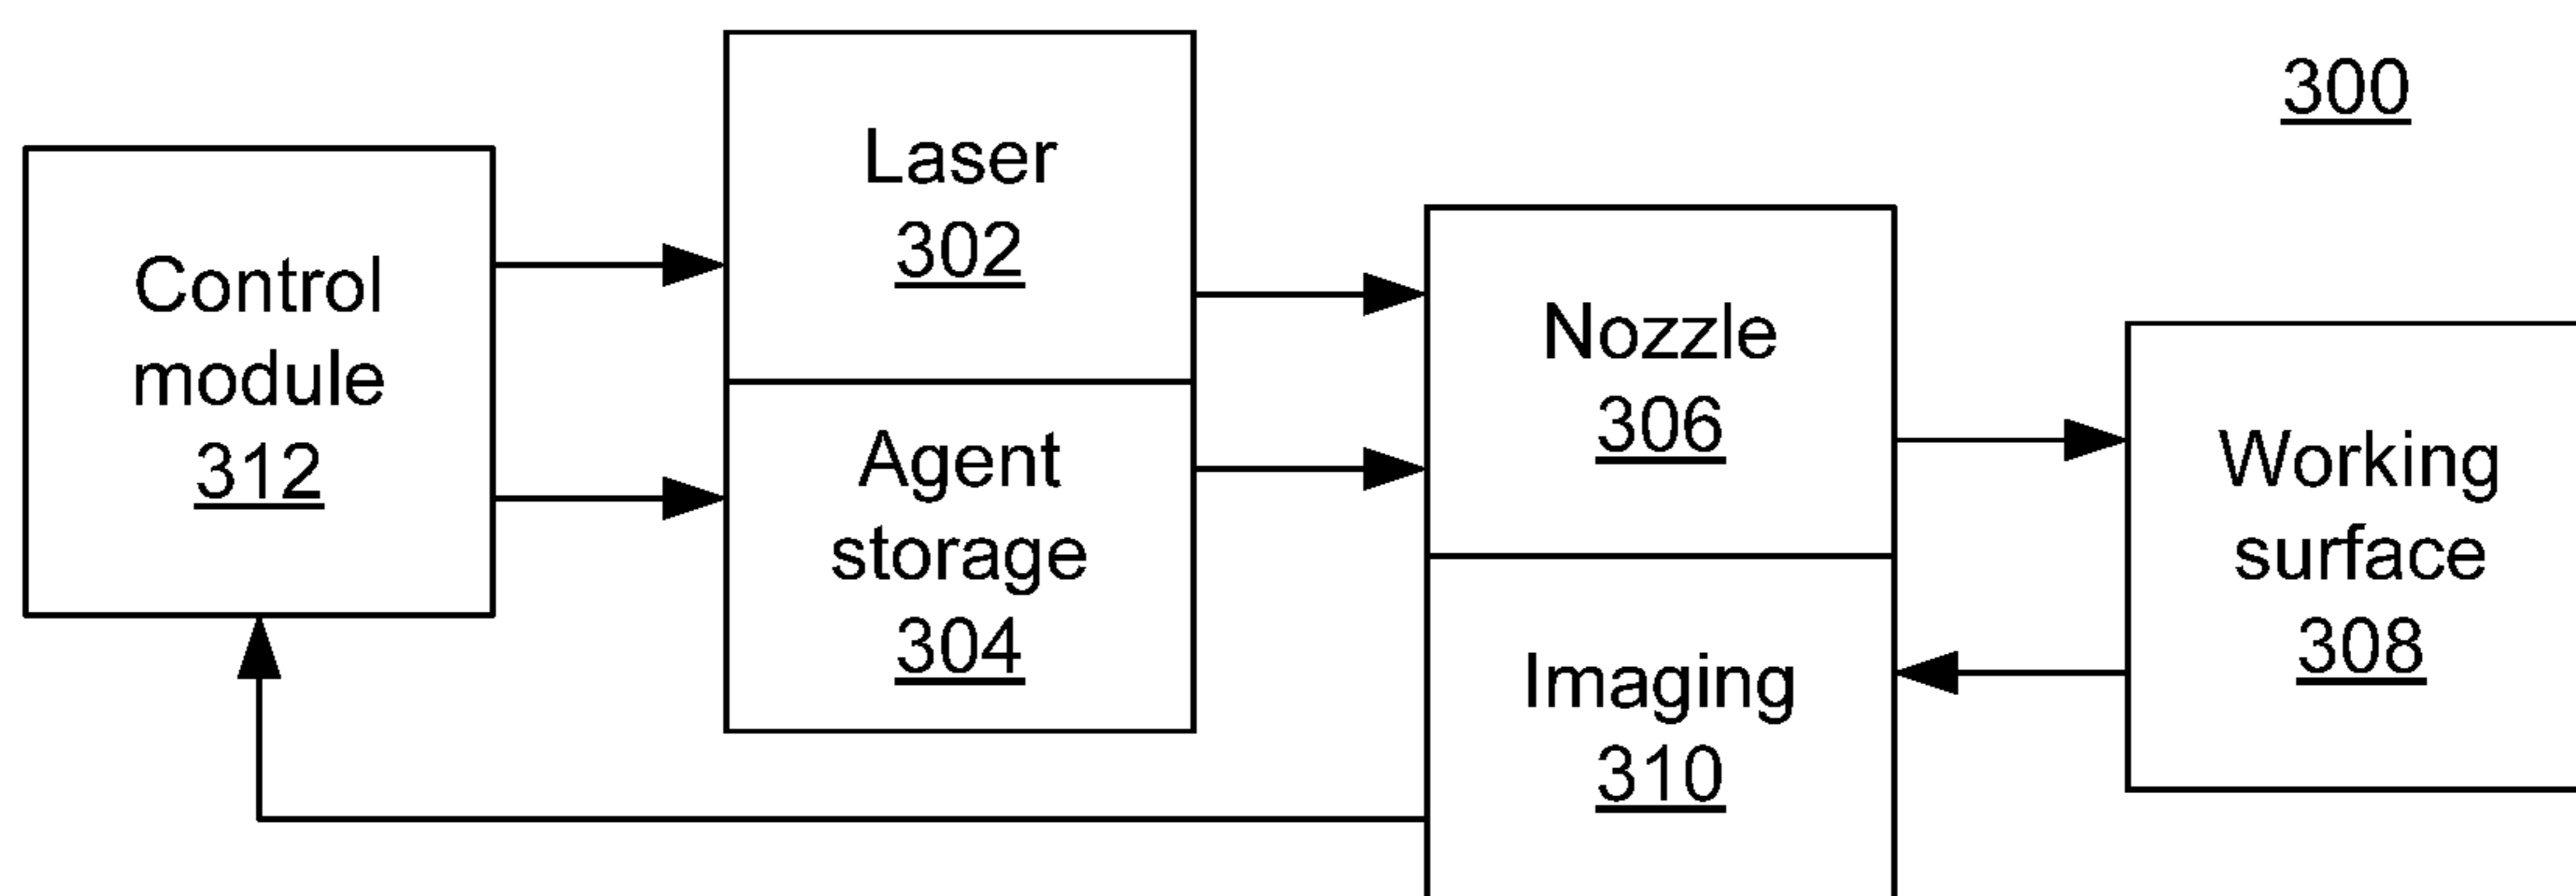 300
Control
module
312
Laser
302
Agent
storage
304
Nozzle
306
Imaging
310
Working
surface
308